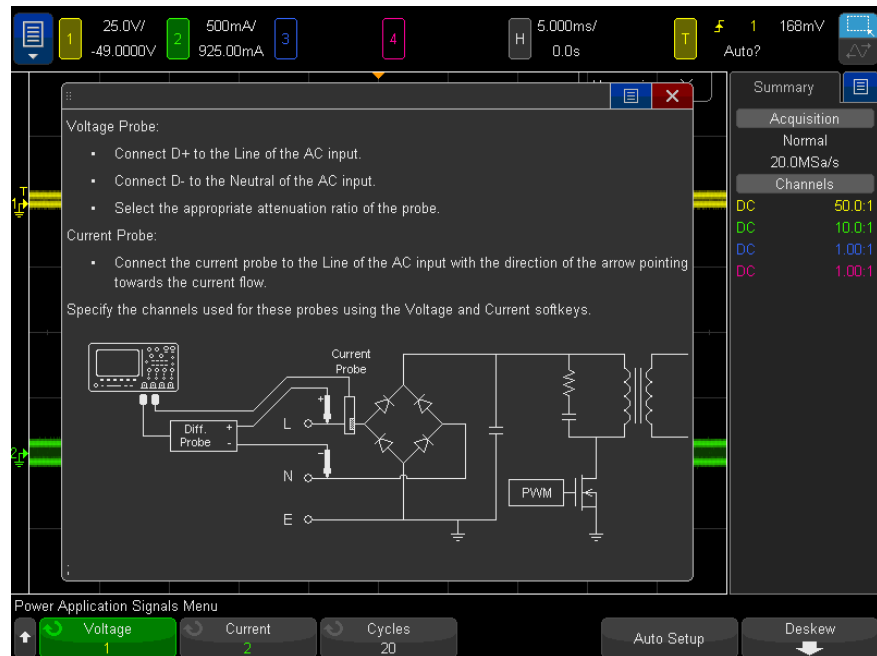 1 25.0V/ 2 500mA/ 3 4 H 5.000ms/ T 1 168mV
-49.0000V 925.00mA 0.0s Auto?
Summary
Voltage Probe:
• Connect D+ to the Line of the AC input.
• Connect D- to the Neutral of the AC input.
• Select the appropriate attenuation ratio of the probe.
Current Probe:
• Connect the current probe to the Line of the AC input with the direction of the arrow pointing
towards the current flow.
Specify the channels used for these probes using the Voltage and Current softkeys.
Current
Probe
Diff. +
Probe -
+
L
-
N
E
PWM
Acquisition
Normal
20.0MSa/s
Channels
DC 50.0:1
DC 10.0:1
DC 1.00:1
DC 1.00:1
T
1
2
Power Application Signals Menu
Voltage
1
Current
2
Cycles
20
Auto Setup
Deskew